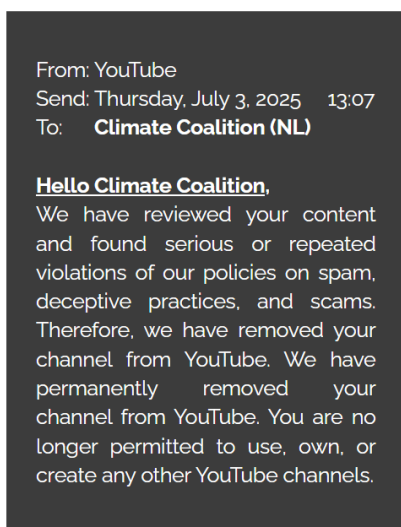 From: YouTube
Send: Thursday, July 3, 2025 13:07
To: Climate Coalition (NL)
Hello Climate Coalition,
We have reviewed your content
and found serious or repeated
violations of our policies on spam,
deceptive practices, and scams.
Therefore, we have removed your
channel from YouTube. We have
permanently removed your
channel from YouTube. You are no
longer permitted to use, own, or
create any other YouTube channels.